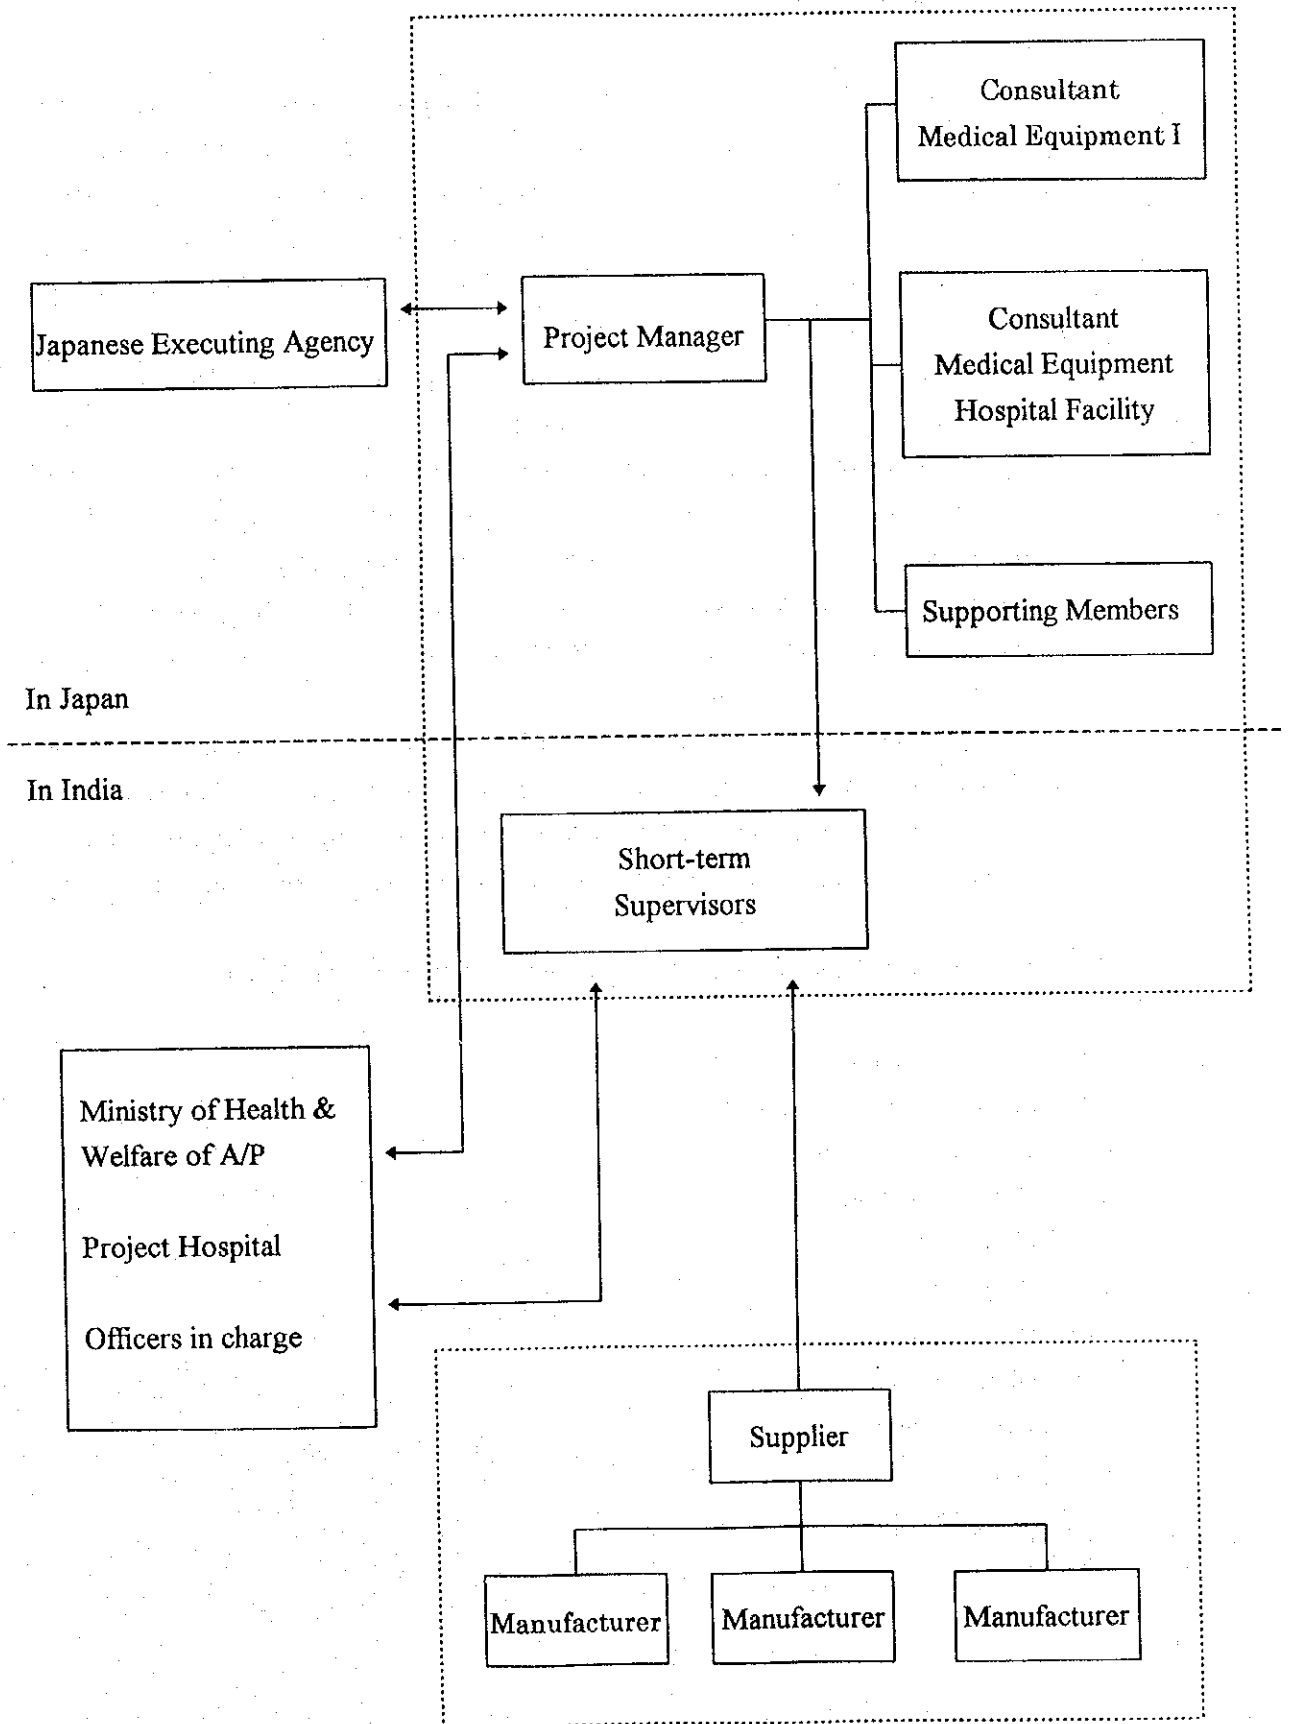 Consultant
Medical Equipment I
Japanese Executing Agency
Project Manager
Consultant
Medical Equipment
Hospital Facility
Supporting Members
In Japan
In India
Short-term
Supervisors
Ministry of Health &
Welfare of A/P
Project Hospital
Officers in charge
Supplier
Manufacturer
Manufacturer
Manufacturer